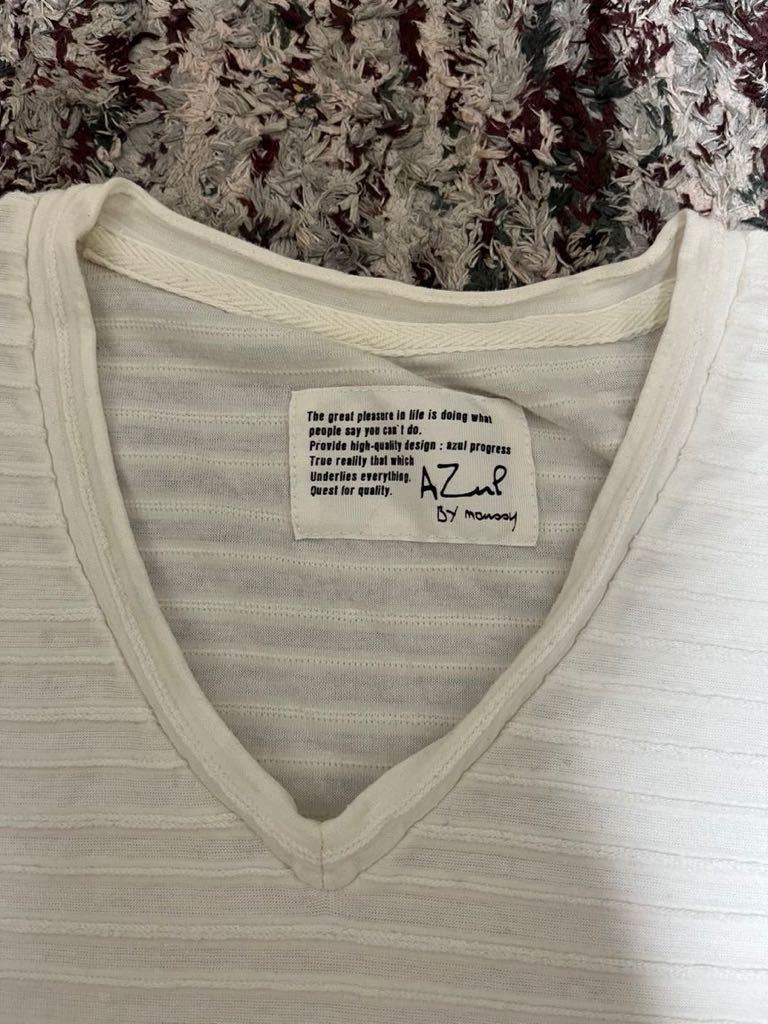 The great pleasure in life is doing what
people say you can't do.
Provide high-quality design : azul progress
True reality that which
Underlies everything.
Quest for quality.
AZul
BY moussy